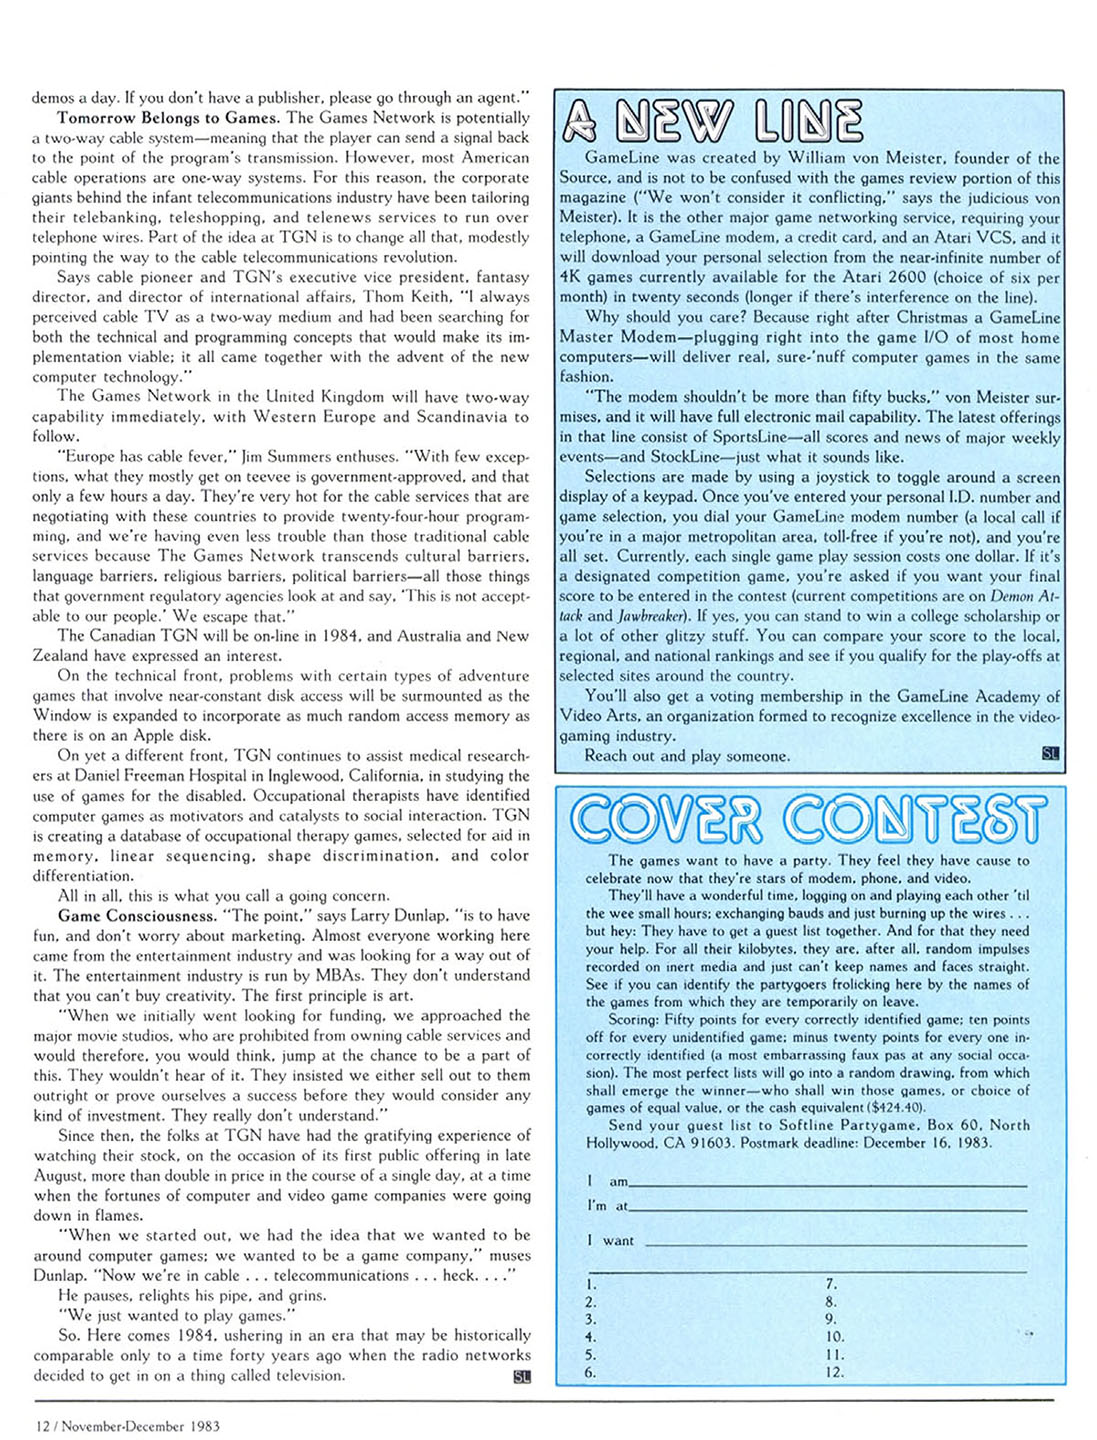 demos a day. If you don't have a publisher, please go through an agent."
Tomorrow Belongs to Games. The Games Network is potentially
a two-way cable system—meaning that the player can send a signal back
to the point of the program's transmission. However, most American
cable operations are one-way systems. For this reason, the corporate
giants behind the infant telecommunications industry have been tailoring
their telebanking, teleshopping, and telenews services to run over
telephone wires. Part of the idea at TGN is to change all that, modestly
pointing the way to the cable telecommunications revolution.
Says cable pioneer and TGN's executive vice president, fantasy
director, and director of international affairs, Thom Keith, "I always
perceived cable TV as a two-way medium and had been searching for
both the technical and programming concepts that would make its im-
plementation viable; it all came together with the advent of the new
computer technology."
The Games Network in the United Kingdom will have two-way
capability immediately, with Western Europe and Scandinavia to
follow.
"Europe has cable fever," Jim Summers enthuses. "With few excep-
tions, what they mostly get on teevee is government-approved, and that
only a few hours a day. They're very hot for the cable services that are
negotiating with these countries to provide twenty-four-hour program-
ming, and we're having even less trouble than those traditional cable
services because The Games Network transcends cultural barriers,
language barriers, religious barriers, political barriers—all those things
that government regulatory agencies look at and say, 'This is not accept-
able to our people.' We escape that."
The Canadian TGN will be on-line in 1984, and Australia and New
Zealand have expressed an interest.
On the technical front, problems with certain types of adventure
games that involve near-constant disk access will be surmounted as the
Window is expanded to incorporate as much random access memory as
there is on an Apple disk.
On yet a different front, TGN continues to assist medical research-
ers at Daniel Freeman Hospital in Inglewood, California, in studying the
use of games for the disabled. Occupational therapists have identified
computer games as motivators and catalysts to social interaction. TGN
is creating a database of occupational therapy games, selected for aid in
memory, linear sequencing, shape discrimination, and color
differentiation.
All in all, this is what you call a going concern.
Game Consciousness. "The point," says Larry Dunlap, "is to have
fun, and don't worry about marketing. Almost everyone working here
came from the entertainment industry and was looking for a way out of
it. The entertainment industry is run by MBAs. They don't understand
that you can't buy creativity. The first principle is art.
"When we initially went looking for funding, we approached the
major movie studios, who are prohibited from owning cable services and
would therefore, you would think, jump at the chance to be a part of
this. They wouldn't hear of it. They insisted we either sell out to them
outright or prove ourselves a success before they would consider any
kind of investment. They really don't understand."
Since then, the folks at TGN have had the gratifying experience of
watching their stock, on the occasion of its first public offering in late
August, more than double in price in the course of a single day, at a time
when the fortunes of computer and video game companies were going
down in flames.
"When we started out, we had the idea that we wanted to be
around computer games; we wanted to be a game company," muses
Dunlap. "Now we're in cable . . . telecommunications . . . heck. . . ."
He pauses, relights his pipe, and grins.
"We just wanted to play games."
So. Here comes 1984, ushering in an era that may be historically
comparable only to a time forty years ago when the radio networks
decided to get in on a thing called television. SL
A NEW LINE
GameLine was created by William von Meister, founder of the
Source, and is not to be confused with the games review portion of this
magazine ("We won't consider it conflicting," says the judicious von
Meister). It is the other major game networking service, requiring your
telephone, a GameLine modem, a credit card, and an Atari VCS, and it
will download your personal selection from the near-infinite number of
4K games currently available for the Atari 2600 (choice of six per
month) in twenty seconds (longer if there's interference on the line).
Why should you care? Because right after Christmas a GameLine
Master Modem—plugging right into the game I/O of most home
computers—will deliver real, sure-'nuff computer games in the same
fashion.
"The modem shouldn't be more than fifty bucks," von Meister sur-
mises, and it will have full electronic mail capability. The latest offerings
in that line consist of SportsLine—all scores and news of major weekly
events—and StockLine—just what it sounds like.
Selections are made by using a joystick to toggle around a screen
display of a keypad. Once you've entered your personal I.D. number and
game selection, you dial your GameLine modem number (a local call if
you're in a major metropolitan area, toll-free if you're not), and you're
all set. Currently, each single game play session costs one dollar. If it's
a designated competition game, you're asked if you want your final
score to be entered in the contest (current competitions are on Demon At-
tack and Jawbreaker). If yes, you can stand to win a college scholarship or
a lot of other glitzy stuff. You can compare your score to the local,
regional, and national rankings and see if you qualify for the play-offs at
selected sites around the country.
You'll also get a voting membership in the GameLine Academy of
Video Arts, an organization formed to recognize excellence in the video-
gaming industry.
Reach out and play someone. SL
COVER CONTEST
The games want to have a party. They feel they have cause to
celebrate now that they're stars of modem, phone, and video.
They'll have a wonderful time, logging on and playing each other 'til
the wee small hours; exchanging bauds and just burning up the wires . . .
but hey: They have to get a guest list together. And for that they need
your help. For all their kilobytes, they are, after all, random impulses
recorded on inert media and just can't keep names and faces straight.
See if you can identify the partygoers frolicking here by the names of
the games from which they are temporarily on leave.
Scoring: Fifty points for every correctly identified game; ten points
off for every unidentified game; minus twenty points for every one in-
correctly identified (a most embarrassing faux pas at any social occa-
sion). The most perfect lists will go into a random drawing, from which
shall emerge the winner—who shall win those games, or choice of
games of equal value, or the cash equivalent ($424.40).
Send your guest list to Softline Partygame, Box 60, North
Hollywood, CA 91603. Postmark deadline: December 16, 1983.
I am
I'm at
I want
1. 7.
2. 8.
3. 9.
4. 10.
5. 11.
6. 12.
12 / November-December 1983